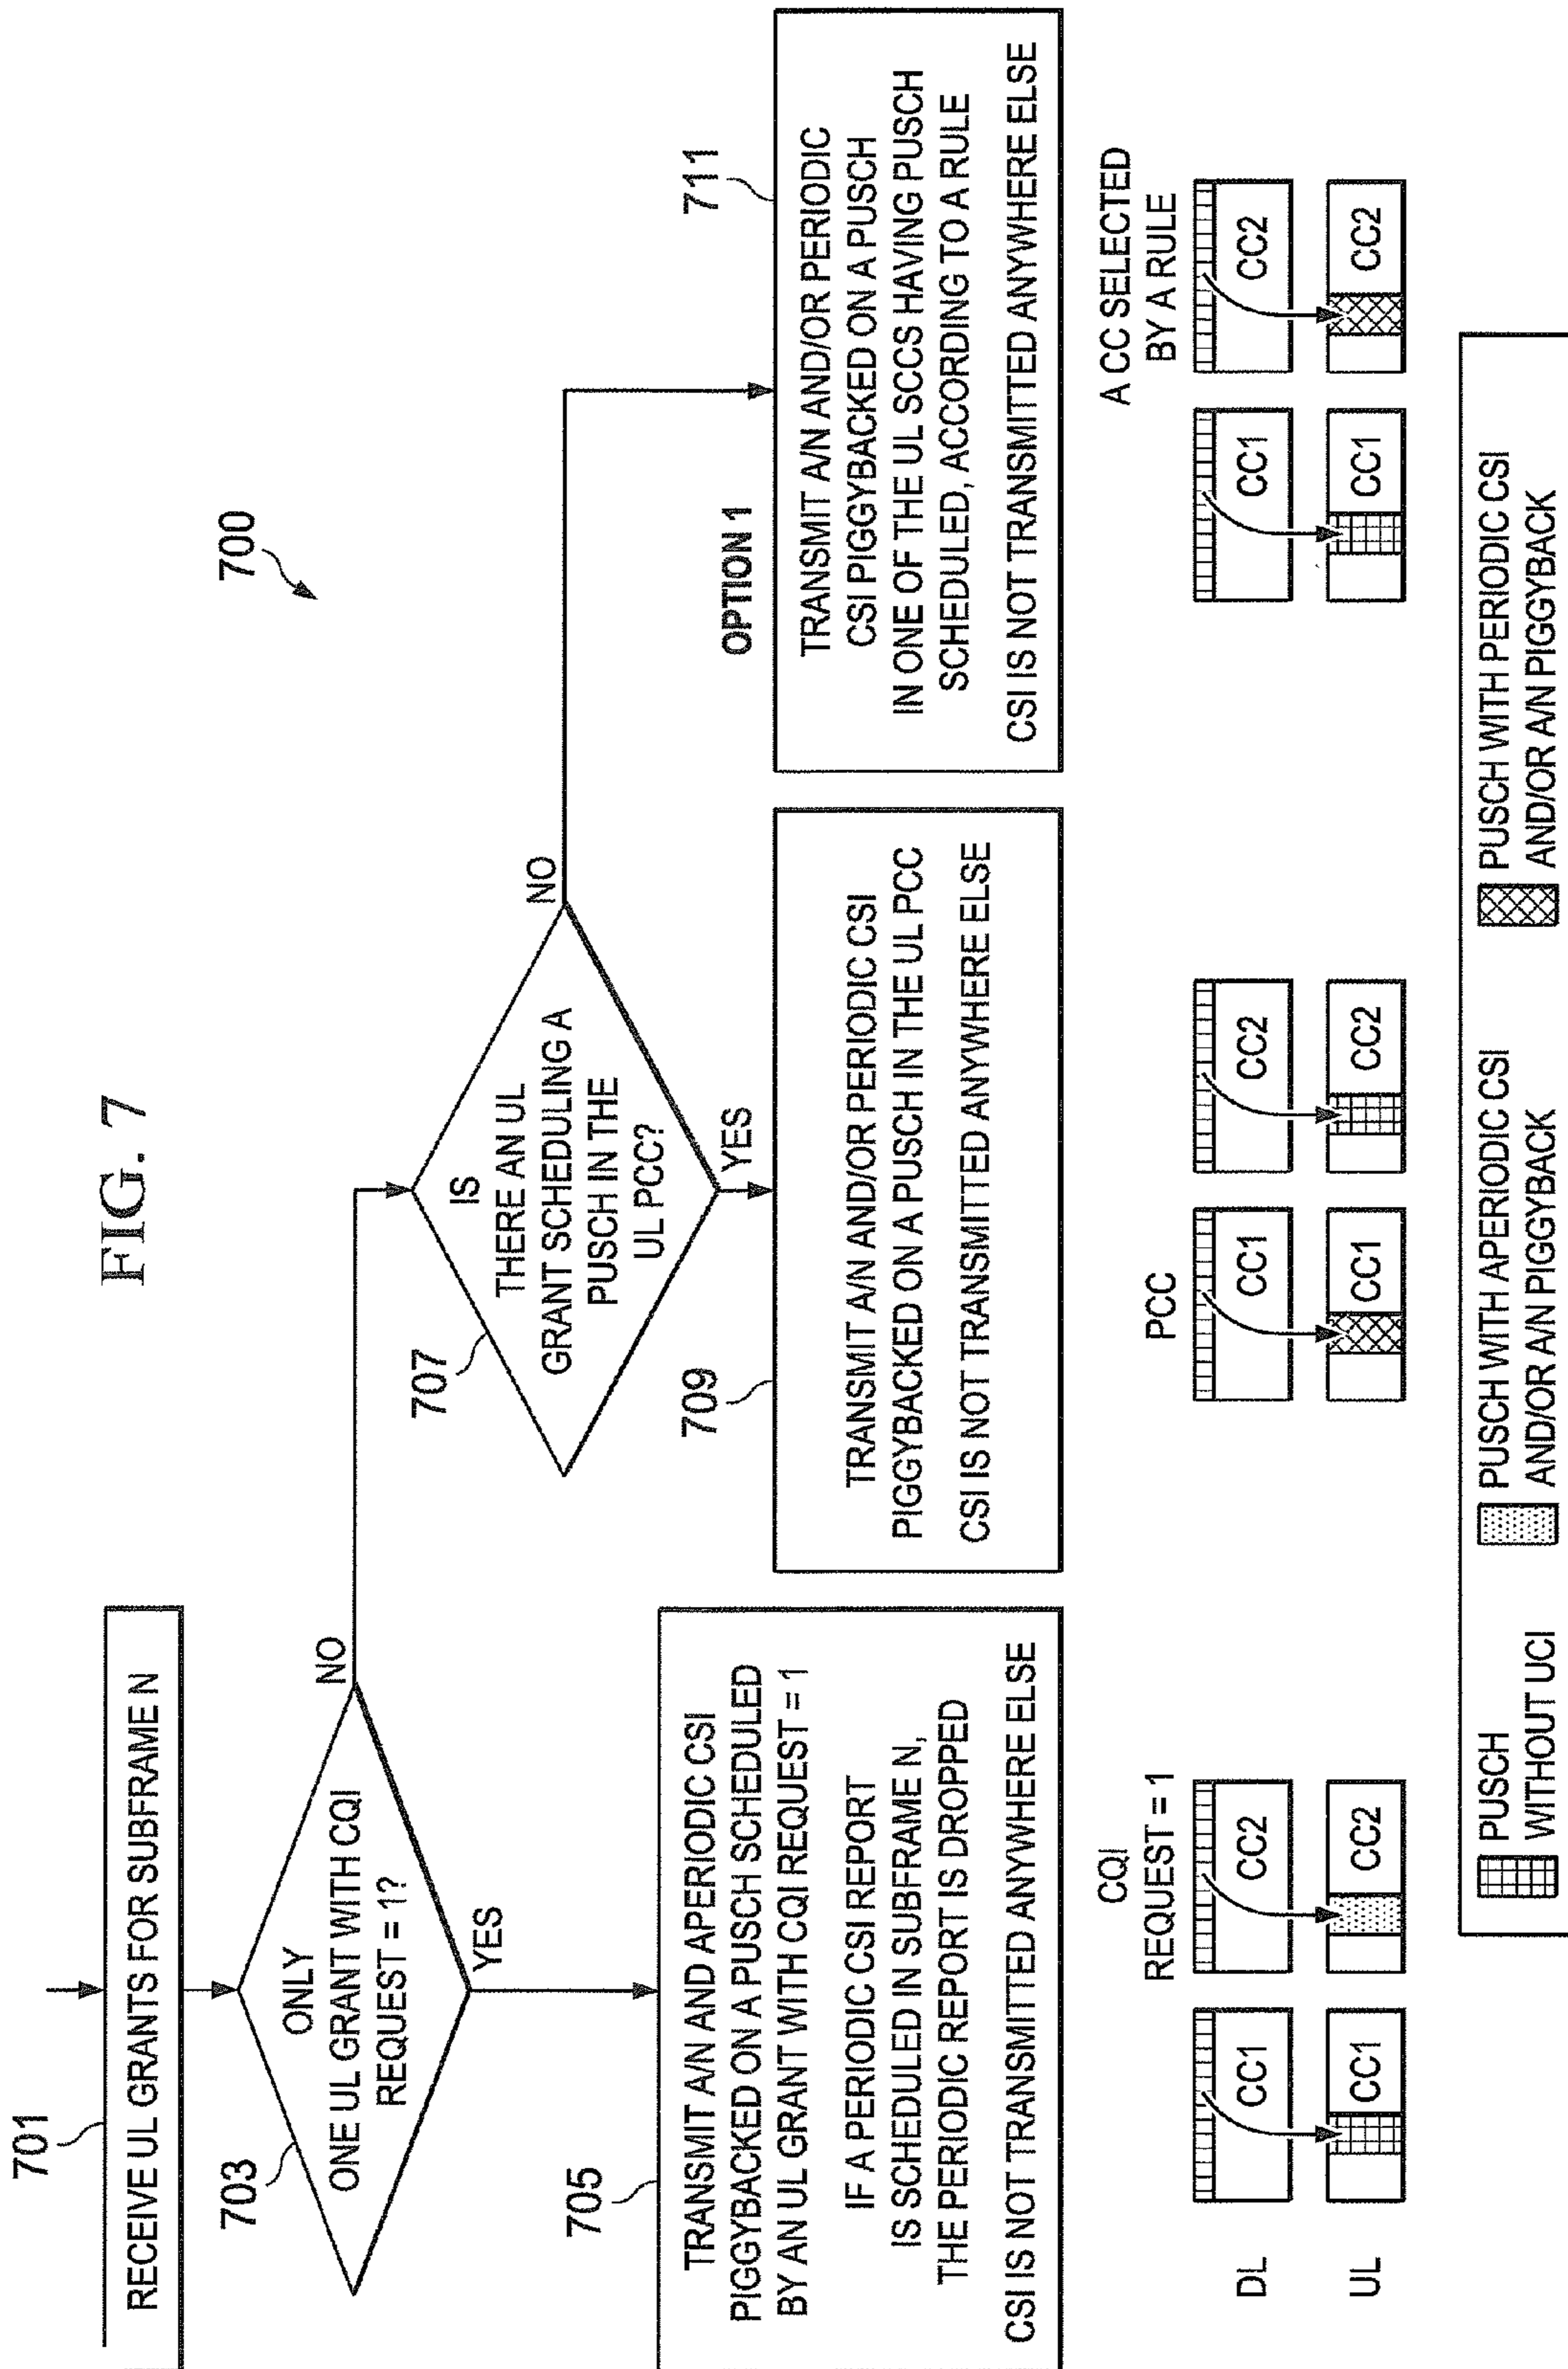 FIG. 7
700
701
RECEIVE UL GRANTS FOR SUBFRAME N
703
ONLY
ONE UL GRANT WITH CQI
REQUEST = 1?
NO
YES
705
TRANSMIT A/N AND APERIODIC CSI
PIGGYBACKED ON A PUSCH SCHEDULED
BY AN UL GRANT WITH CQI REQUEST = 1
IF A PERIODIC CSI REPORT
IS SCHEDULED IN SUBFRAME N,
THE PERIODIC REPORT IS DROPPED
CSI IS NOT TRANSMITTED ANYWHERE ELSE
707
IS
THERE AN UL
GRANT SCHEDULING A
PUSCH IN THE
UL PCC?
NO
YES
709
TRANSMIT A/N AND/OR PERIODIC CSI
PIGGYBACKED ON A PUSCH IN THE UL PCC
CSI IS NOT TRANSMITTED ANYWHERE ELSE
OPTION 1
711
TRANSMIT A/N AND/OR PERIODIC
CSI PIGGYBACKED ON A PUSCH
IN ONE OF THE UL SCCS HAVING PUSCH
SCHEDULED, ACCORDING TO A RULE
CSI IS NOT TRANSMITTED ANYWHERE ELSE
CQI
REQUEST = 1
PCC
A CC SELECTED
BY A RULE
DL
CC1
CC2
CC1
CC2
CC1
CC2
UL
CC1
CC2
CC1
CC2
CC1
CC2
PUSCH
WITHOUT UCI
PUSCH WITH APERIODIC CSI
AND/OR A/N PIGGYBACK
PUSCH WITH PERIODIC CSI
AND/OR A/N PIGGYBACK